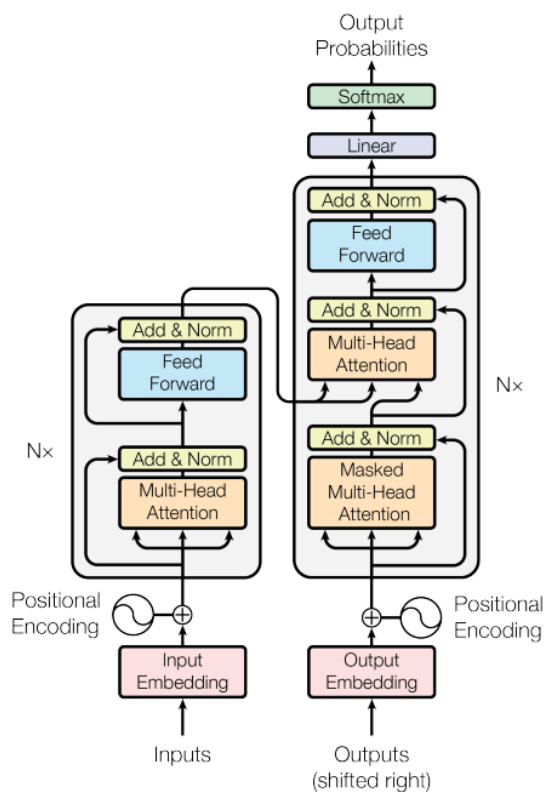 Output
Probabilities
Softmax
Linear
Add & Norm
Feed
Forward
Add & Norm
Multi-Head
Attention
Nx
Add & Norm
Masked
Multi-Head
Attention
Add & Norm
Feed
Forward
Nx
Add & Norm
Multi-Head
Attention
Positional
Encoding
Positional
Encoding
Input
Embedding
Output
Embedding
Inputs
Outputs
(shifted right)